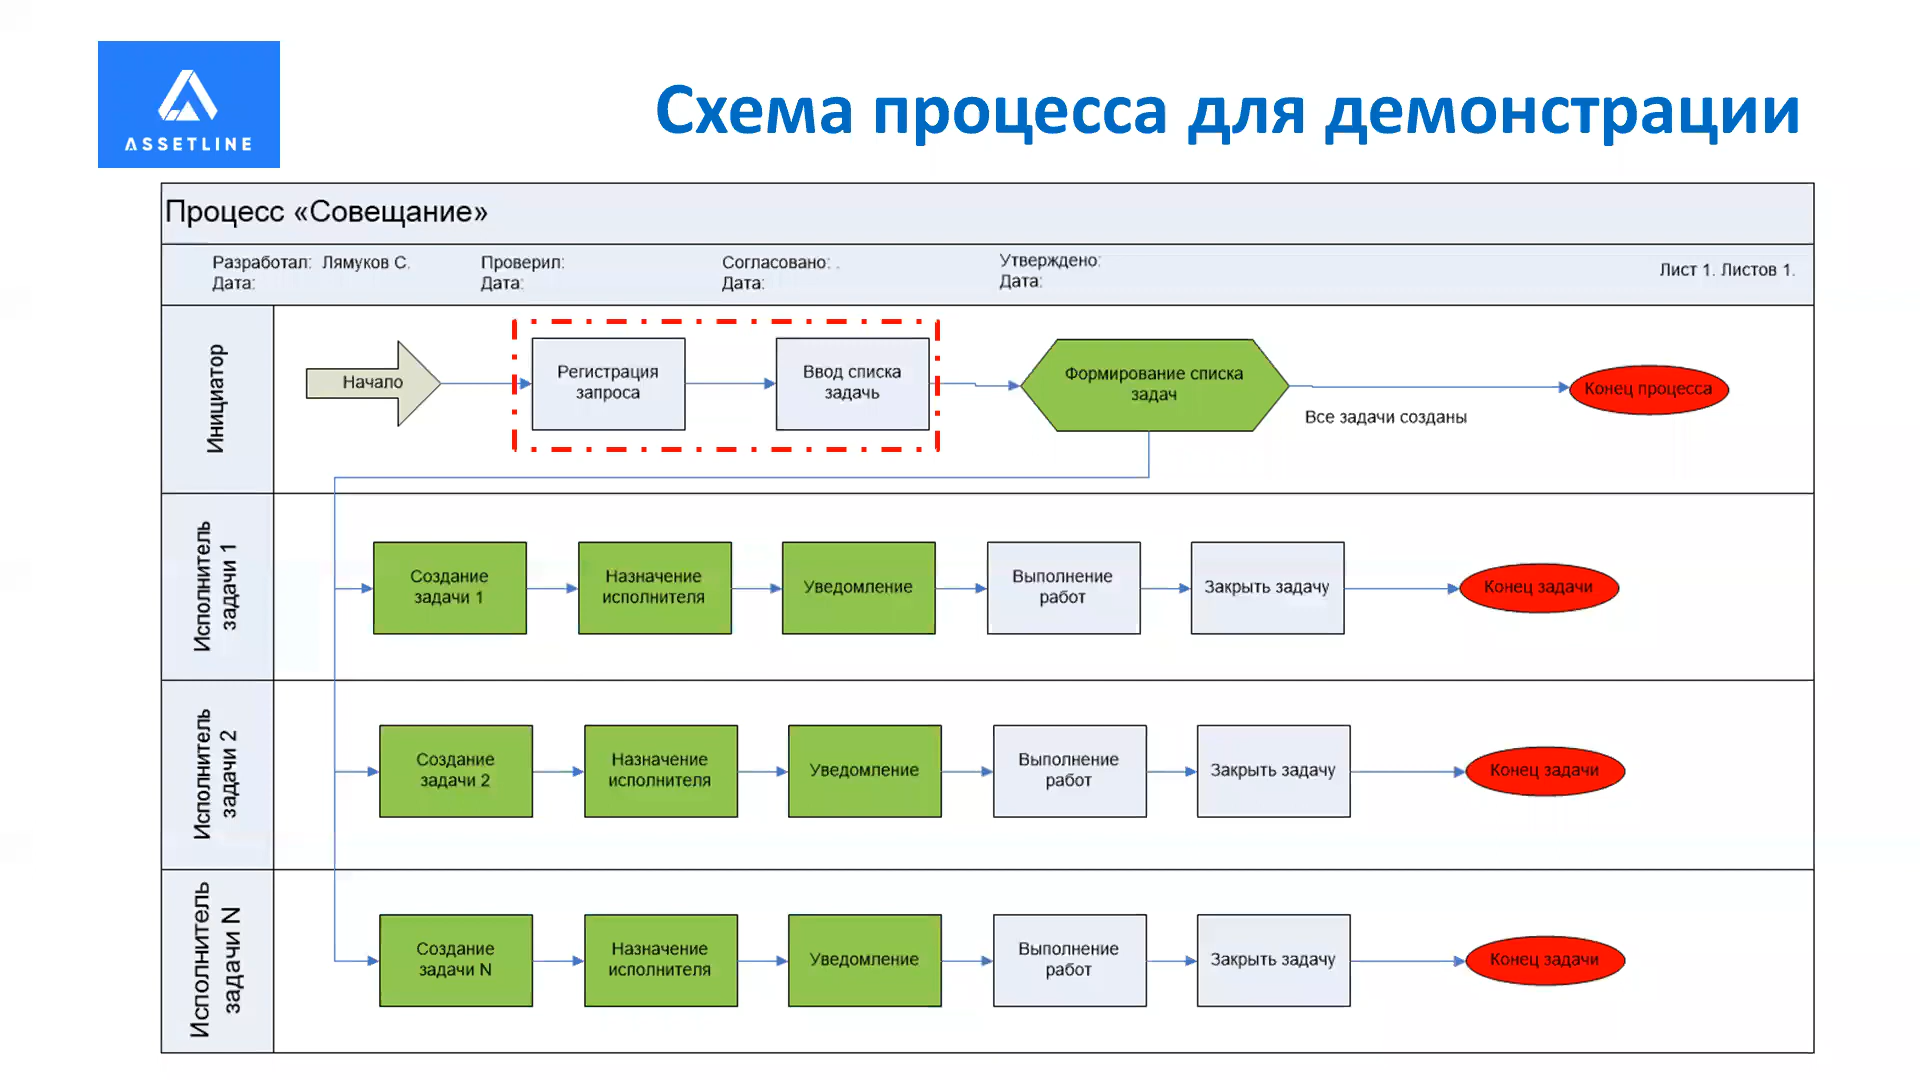 ASSETLINE
Схема процесса для демонстрации
Процесс «Совещание»
Разработал: Лямуков С.
Дата:
Проверил:
Дата:
Согласовано: .
Дата:
Утверждено:
Дата:
Лист 1. Листов 1.
Инициатор
Начало
Регистрация
запроса
Ввод списка
задачь
Формирование списка
задач
Все задачи созданы
Конец процесса
Исполнитель
задачи 1
Создание
задачи 1
Назначение
исполнителя
Уведомление
Выполнение
работ
Закрыть задачу
Конец задачи
Исполнитель
задачи 2
Создание
задачи 2
Назначение
исполнителя
Уведомление
Выполнение
работ
Закрыть задачу
Конец задачи
Исполнитель
задачи N
Создание
задачи N
Назначение
исполнителя
Уведомление
Выполнение
работ
Закрыть задачу
Конец задачи